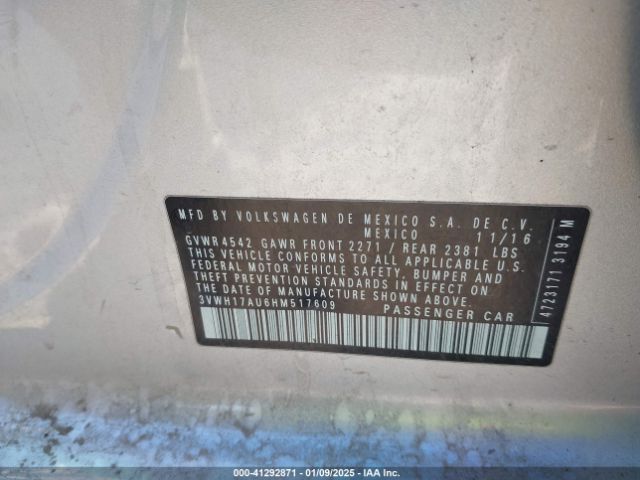 MFD BY VOLKSWAGEN DE MEXICO S.A. DE C.V.
MEXICO 11/16
GVWR 4542 GAWR FRONT 2271 / REAR 2381 LBS
THIS VEHICLE CONFORMS TO ALL APPLICABLE U.S.
FEDERAL MOTOR VEHICLE SAFETY, BUMPER AND
THEFT PREVENTION STANDARDS IN EFFECT ON
THE DATE OF MANUFACTURE SHOWN ABOVE.
3VWH17AU6HM517609
PASSENGER CAR
4723171 3194 M
000-41292871 - 01/09/2025 - IAA Inc.